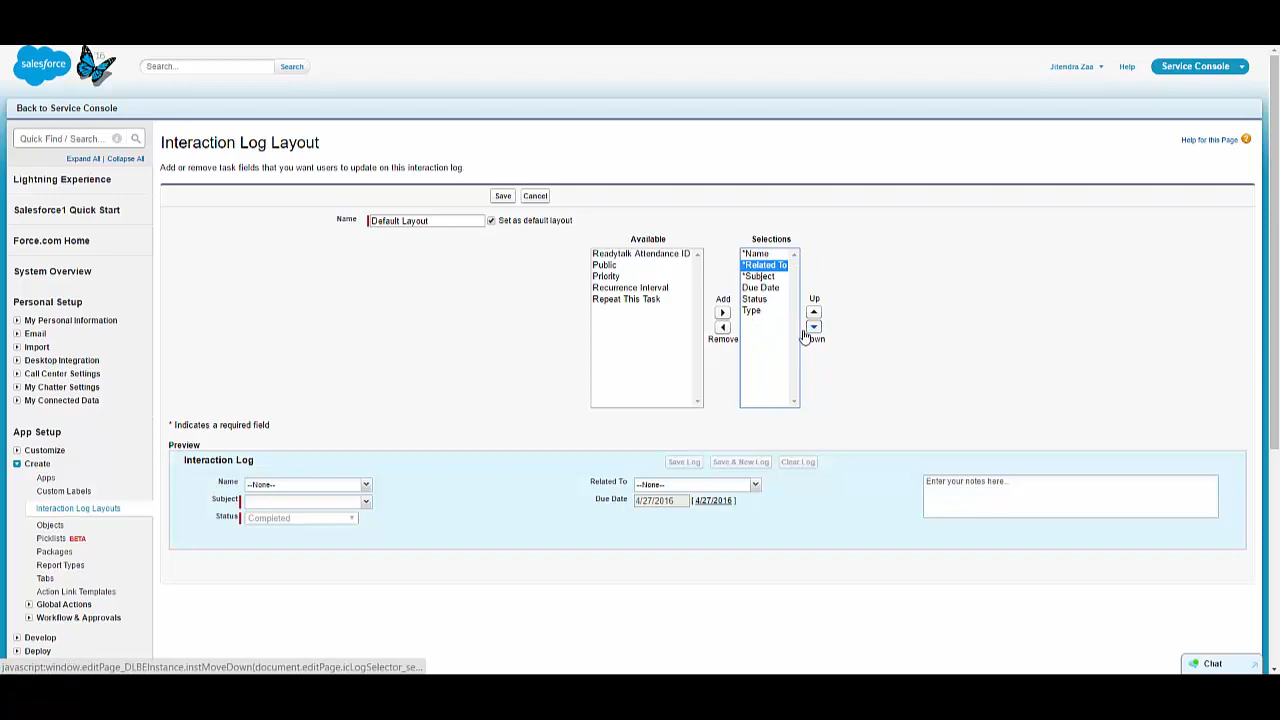 salesforce
16
Search...
Search
Jitendra Zaa
Help
Service Console
Back to Service Console
Quick Find / Search...
Expand All | Collapse All
Lightning Experience
Salesforce1 Quick Start
Force.com Home
System Overview
Personal Setup
My Personal Information
Email
Import
Desktop Integration
Call Center Settings
My Chatter Settings
My Connected Data
App Setup
Customize
Create
Apps
Custom Labels
Interaction Log Layouts
Objects
Picklists BETA
Packages
Report Types
Tabs
Action Link Templates
Global Actions
Workflow & Approvals
Develop
Deploy
Interaction Log Layout
Help for this Page ?
Add or remove task fields that you want users to update on this interaction log.
Save Cancel
Name Default Layout Set as default layout
Available Selections
Readytalk Attendance ID
Public
Priority
Recurrence Interval
Repeat This Task
Add
Remove
*Name
*Related To
*Subject
Due Date
Status
Type
Up
Down
* Indicates a required field
Preview
Interaction Log Save Log Save & New Log Clear Log
Name --None-- Related To --None-- Enter your notes here...
Subject Due Date 4/27/2016 [ 4/27/2016 ]
Status Completed
javascript:window.editPage_DLBEInstance.instMoveDown(document.editPage.icLogSelector_se...
Chat